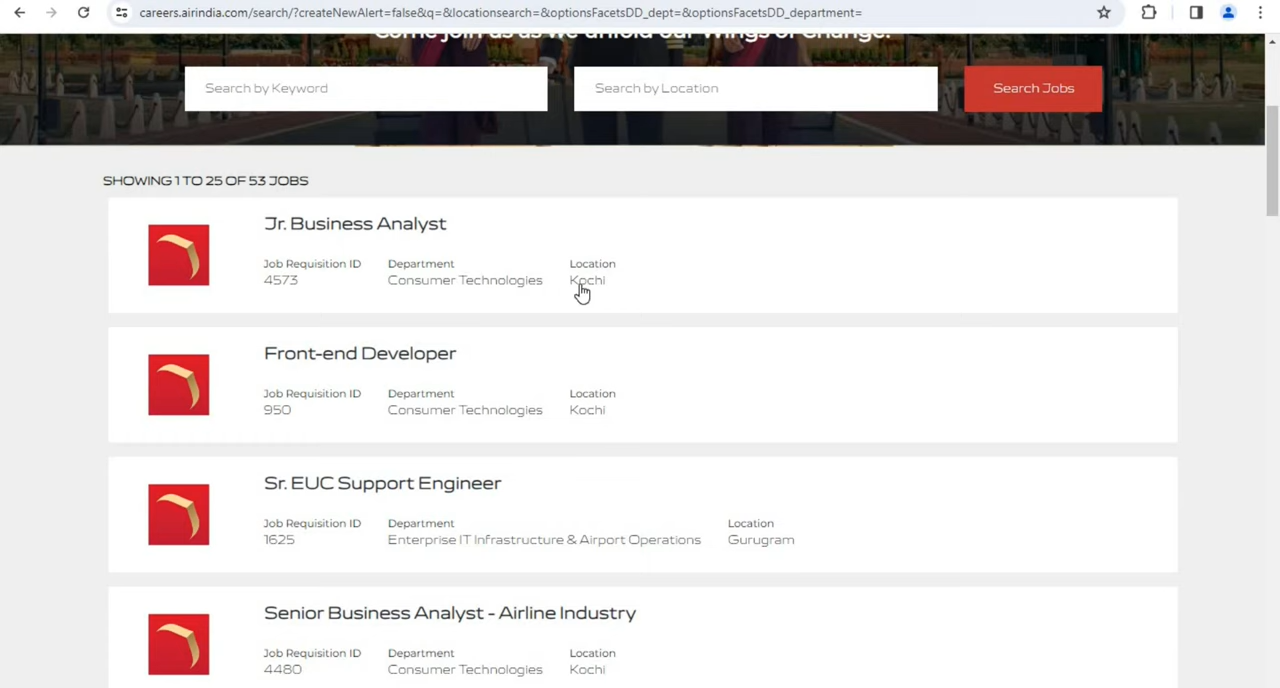 careers.airindia.com/search/?createNewAlert=false&q=&locationsearch=&optionsFacetsDD_dept=&optionsFacetsDD_department=
Come join us as we unfold our Wings of Change!
Search by Keyword
Search by Location
Search Jobs
SHOWING 1 TO 25 OF 53 JOBS
Jr. Business Analyst
Job Requisition ID Department Location
4573 Consumer Technologies Kochi
Front-end Developer
Job Requisition ID Department Location
950 Consumer Technologies Kochi
Sr. EUC Support Engineer
Job Requisition ID Department Location
1625 Enterprise IT Infrastructure & Airport Operations Gurugram
Senior Business Analyst - Airline Industry
Job Requisition ID Department Location
4480 Consumer Technologies Kochi